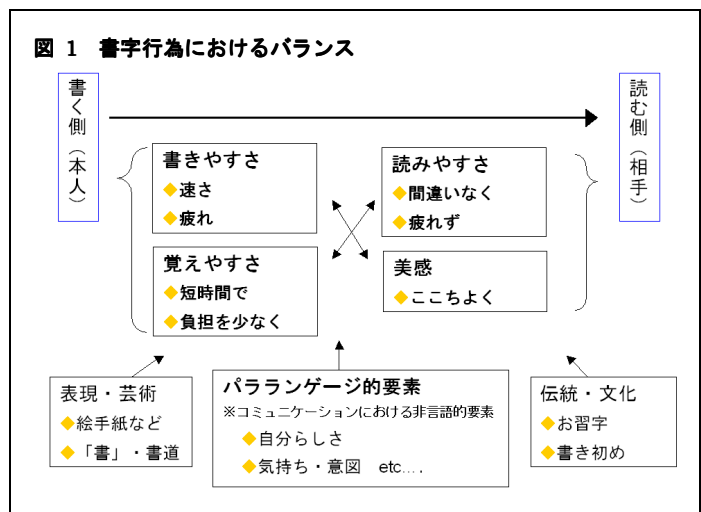 図 1　書字行為におけるバランス
書く側（本人）
読む側（相手）
書きやすさ
◆速さ
◆疲れ
読みやすさ
◆間違いなく
◆疲れず
覚えやすさ
◆短時間で
◆負担を少なく
美感
◆ここちよく
表現・芸術
◆絵手紙など
◆「書」・書道
パラランゲージ的要素
※コミュニケーションにおける非言語的要素
◆自分らしさ
◆気持ち・意図　etc….
伝統・文化
◆お習字
◆書き初め